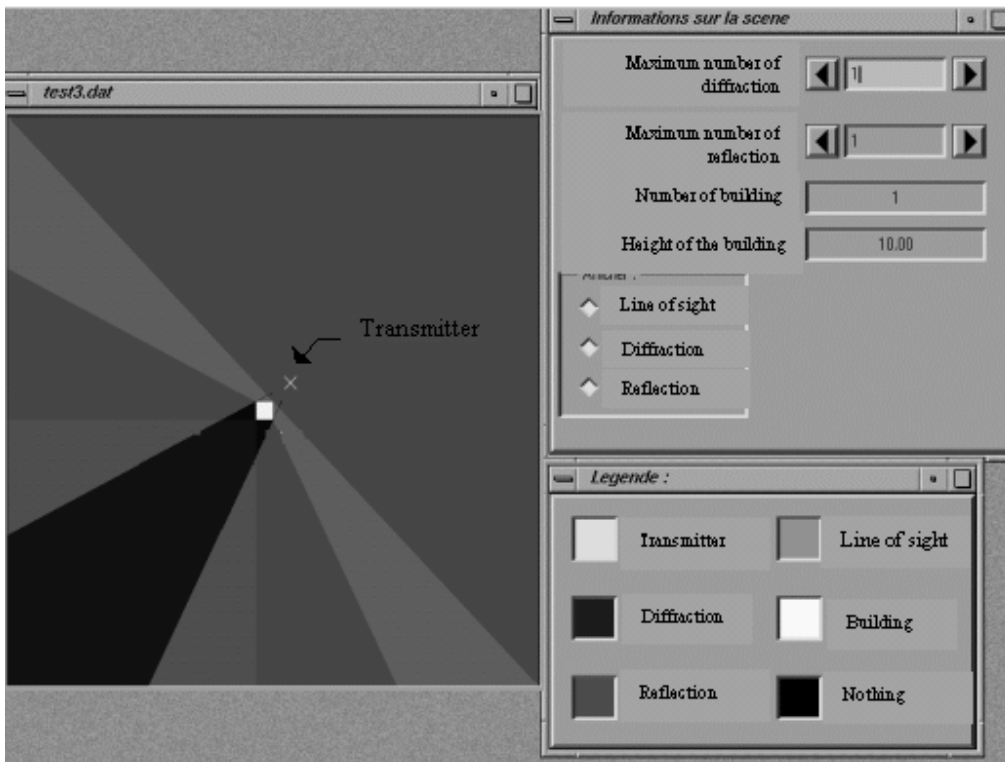 Informations sur la scene
Maximum number of
diffraction
1
Maximum number of
reflection
1
Number of building
1
Height of the building
10.00
Afficher :
Line of sight
Diffraction
Reflection
test3.dat
Transmitter
Legende :
Transmitter
Line of sight
Diffraction
Building
Reflection
Nothing